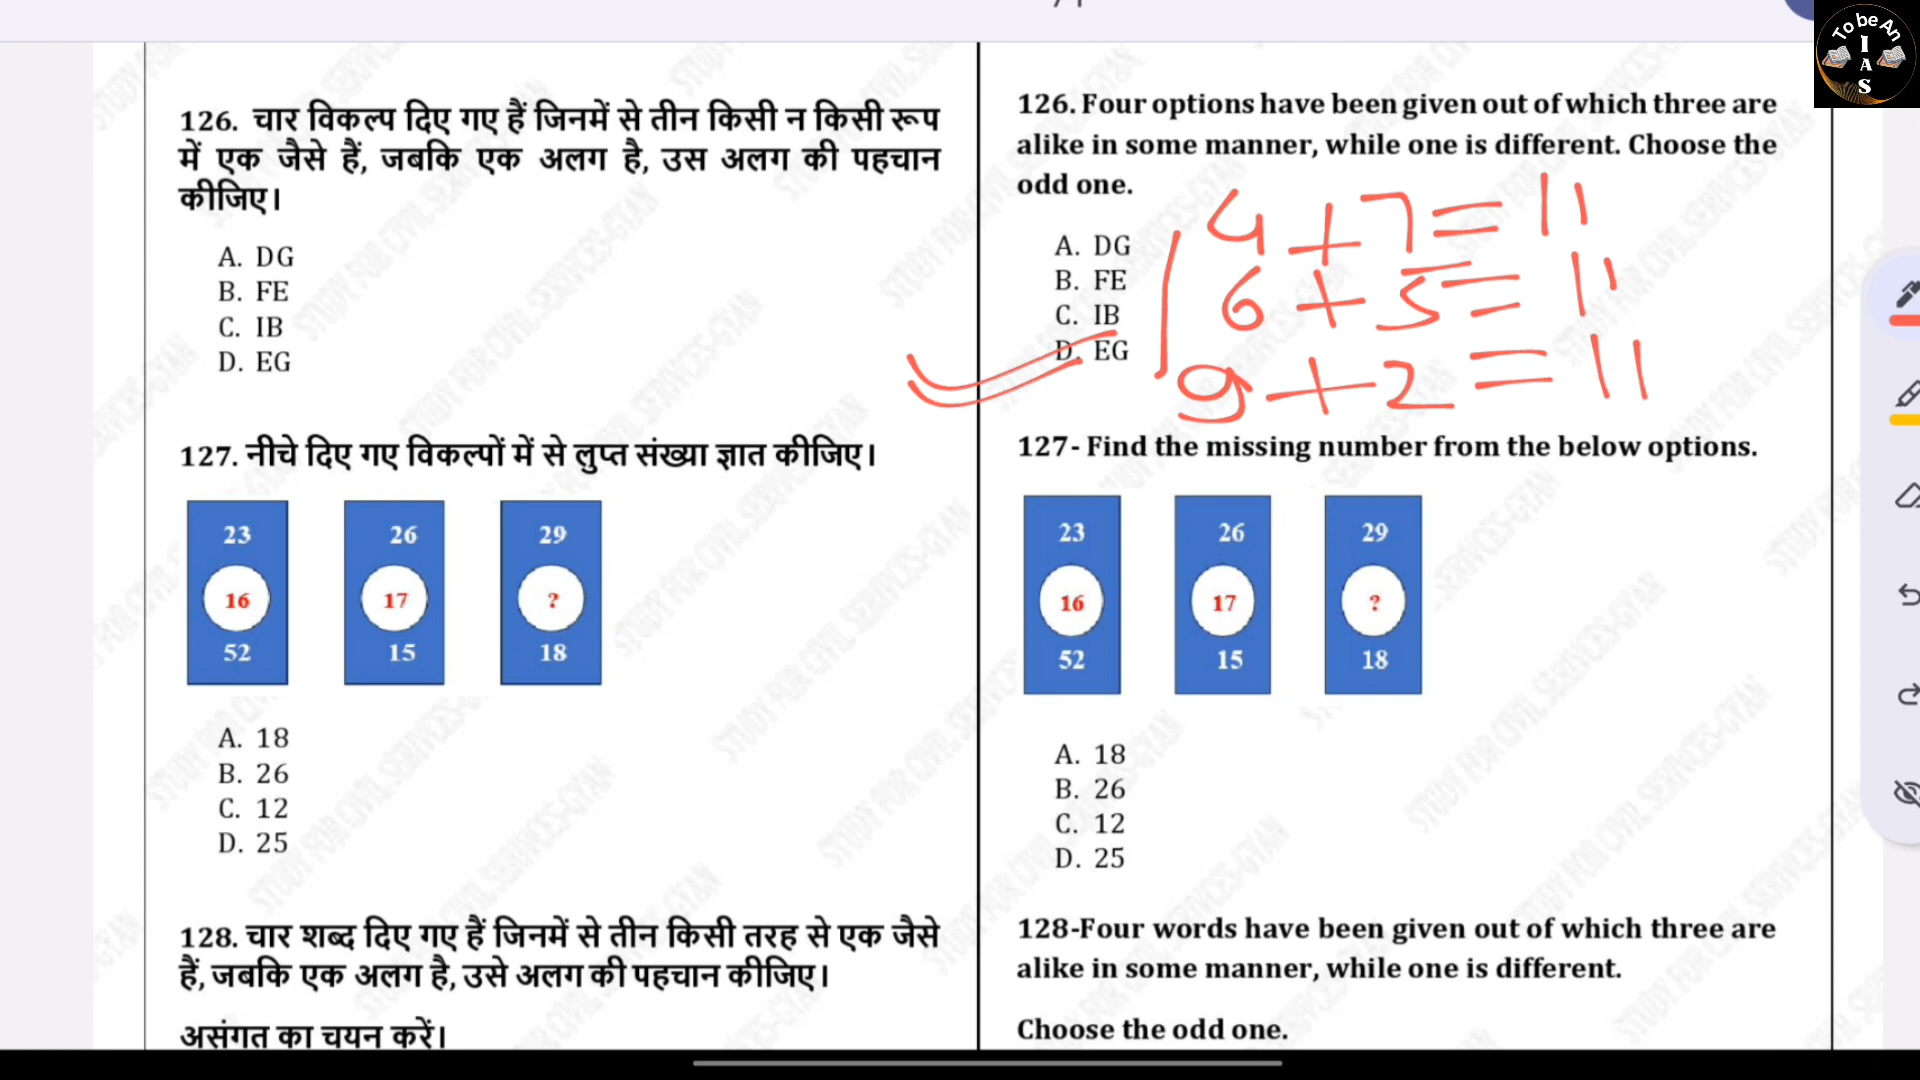 To be An
I
A
S
126. चार विकल्प दिए गए हैं जिनमें से तीन किसी न किसी रूप
में एक जैसे हैं, जबकि एक अलग है, उस अलग की पहचान
कीजिए।
A. DG
B. FE
C. IB
D. EG
127. नीचे दिए गए विकल्पों में से लुप्त संख्या ज्ञात कीजिए।
23 26 29
16 17 ?
52 15 18
A. 18
B. 26
C. 12
D. 25
128. चार शब्द दिए गए हैं जिनमें से तीन किसी तरह से एक जैसे
हैं, जबकि एक अलग है, उसे अलग की पहचान कीजिए।
असंगत का चयन करें।
126. Four options have been given out of which three are
alike in some manner, while one is different. Choose the
odd one.
A. DG
B. FE
C. IB
D. EG
4+7=11
6+5=11
9+2=11
127- Find the missing number from the below options.
23 26 29
16 17 ?
52 15 18
A. 18
B. 26
C. 12
D. 25
128-Four words have been given out of which three are
alike in some manner, while one is different.
Choose the odd one.